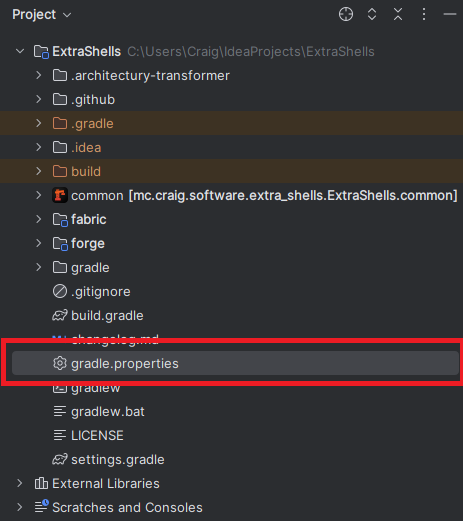 Project
ExtraShells C:\Users\Craig\IdeaProjects\ExtraShells
.architectury-transformer
.github
.gradle
.idea
build
common [mc.craig.software.extra_shells.ExtraShells.common]
fabric
forge
gradle
.gitignore
build.gradle
changelog.md
gradle.properties
gradlew
gradlew.bat
LICENSE
settings.gradle
External Libraries
Scratches and Consoles